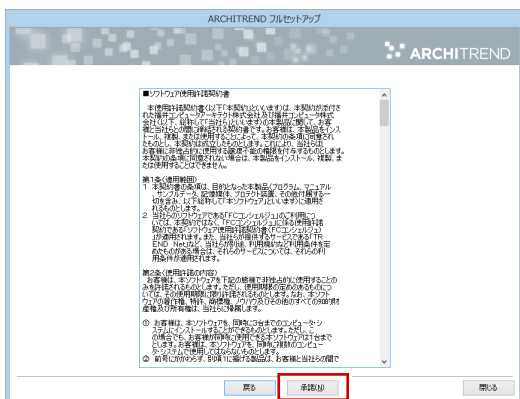 ARCHITREND フルセットアップ
ARCHITREND
■ソフトウェア使用許諾契約書
本使用許諾契約書(以下「本契約」といいます)は、本契約が添付さ
れた福井コンピュータアーキテクト株式会社及び福井コンピュータ株式
会社(以下、総称して「当社ら」といいます)の本製品に関して、お客
様と当社らとの間に締結される契約書です。お客様は、本製品をインス
トール、複製、または使用することによって、本契約の条項に同意され
たものとし、本契約は成立したものとします。これにより、当社らは
お客様に非独占的に使用する譲渡不能の権限を付与するものとします。
本契約の条項に同意されない場合は、本製品をインストール、複製、ま
たは使用することはできません。
第1条(適用範囲)
1 本契約書の条項は、目的となった本製品(プログラム、マニュアル
、サンプルデータ、記憶媒体、プロテクト装置、その他付属する一
切を含み、以下総称して「本ソフトウェア」といいます)に適用さ
れるものとします。
2 当社らのソフトウェアである「FCコンシェルジュ」のご利用につ
いては、本契約ではなく、「FCコンシェルジュ」に係る使用許諾
契約である「ソフトウェア使用許諾契約書(FCコンシェルジュ)
」が適用されます。また、当社らが提供するサービスである「TR
END Net」など、当社らが別途、利用規約など利用条件を定
めたものがある場合は、それらのサービスについては、それらの利
用条件が適用されます。
第2条(使用許諾の内容)
お客様は、本ソフトウェアを下記の態様で非独占的に使用することの
みを許諾されるものとします。ただし、使用期限の定めのあるものにつ
いては、その使用期限に限り許諾されるものとします。なお、本ソフト
ウェアの著作権、特許、商標権、ノウハウ及びその他のすべての知的財
産権及び所有権は、当社らに帰属します。
① お客様は、本ソフトウェアを、同時に3台までのコンピュータ・シ
ステムにインストールすることができるものとします。ただし、こ
の場合でも、お客様が同時に使用できる本ソフトウェアは1台まで
とします。お客様は、本ソフトウェアを、同時に複数のコンピュー
タ・システムで使用してはならないものとします。
② 前号にかかわらず、別項1に掲げる製品は、お客様と当社らの間で
戻る 承諾(N) 閉じる